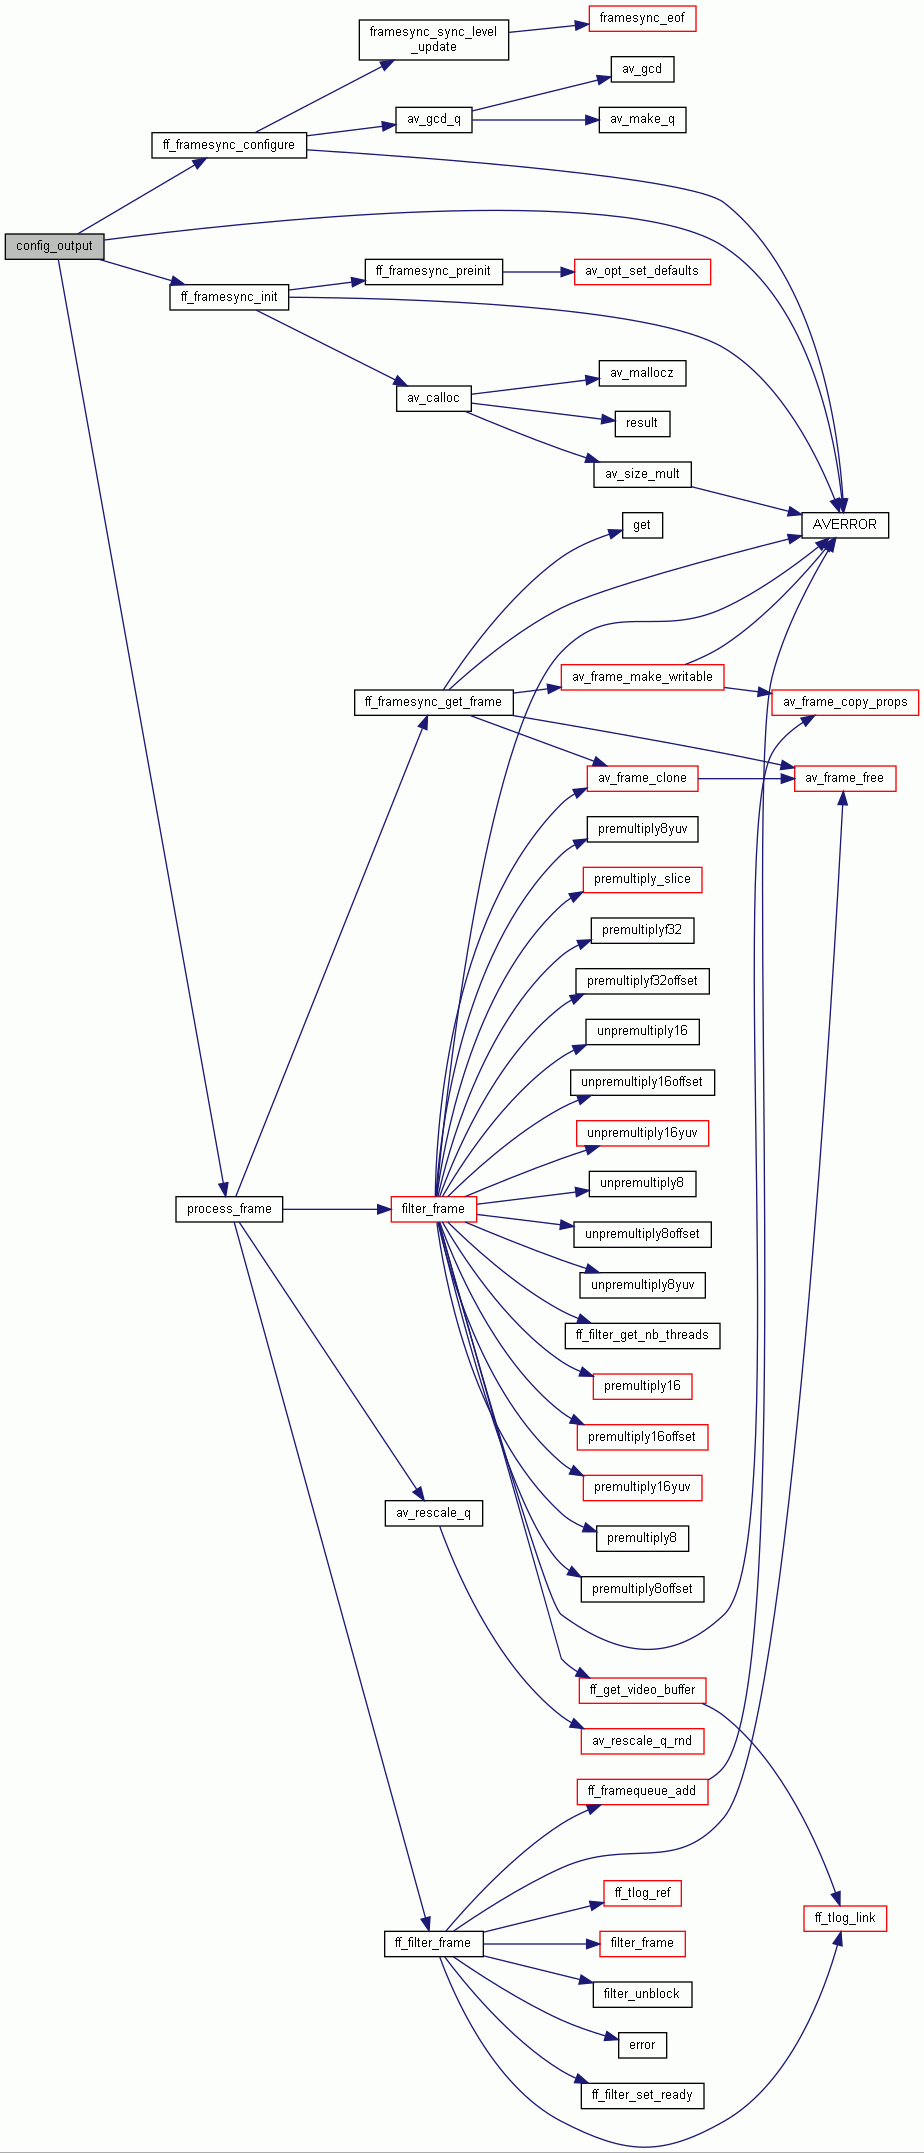 framesync_eof
framesync_sync_level
_update
av_gcd
av_gcd_q
av_make_q
ff_framesync_configure
config_output
ff_framesync_preinit
av_opt_set_defaults
ff_framesync_init
av_mallocz
av_calloc
result
av_size_mult
get
AVERROR
av_frame_make_writable
ff_framesync_get_frame
av_frame_copy_props
av_frame_clone
av_frame_free
premultiply8yuv
premultiply_slice
premultiplyf32
premultiplyf32offset
unpremultiply16
unpremultiply16offset
unpremultiply16yuv
unpremultiply8
process_frame
filter_frame
unpremultiply8offset
unpremultiply8yuv
ff_filter_get_nb_threads
premultiply16
premultiply16offset
premultiply16yuv
av_rescale_q
premultiply8
premultiply8offset
ff_get_video_buffer
av_rescale_q_rnd
ff_framequeue_add
ff_tlog_ref
ff_tlog_link
ff_filter_frame
filter_frame
filter_unblock
error
ff_filter_set_ready